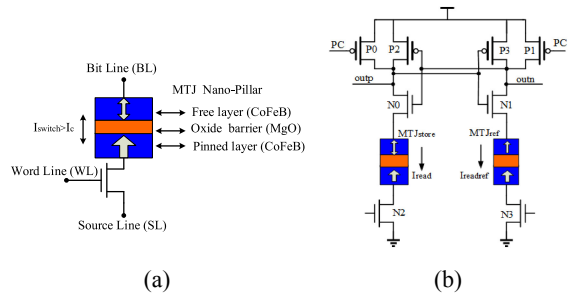 Bit Line (BL)
MTJ Nano-Pillar
Iswitch>Ic
Free layer (CoFeB)
Oxide barrier (MgO)
Pinned layer (CoFeB)
Word Line (WL)
Source Line (SL)
(a)
PC
P0
P2
P3
P1
PC
outp
outn
N0
N1
MTJstore
MTJref
Iread
Ireadref
N2
N3
(b)